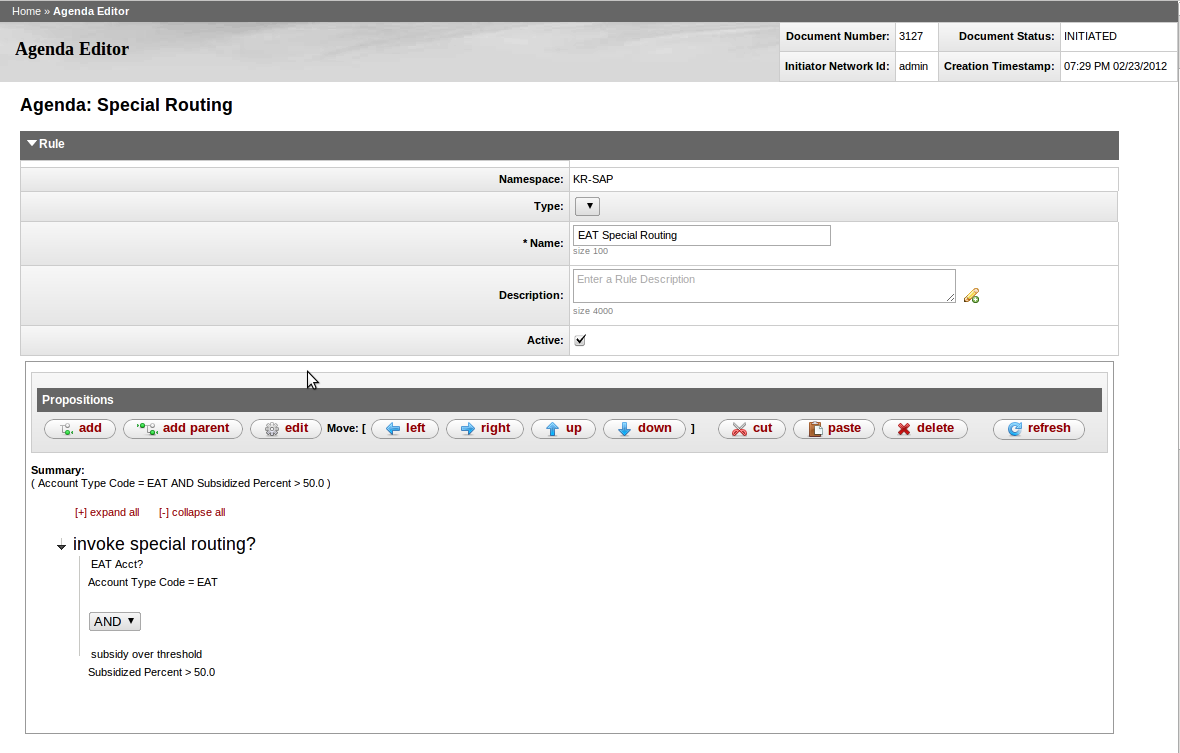 Home » Agenda Editor
Agenda Editor
Document Number: 3127 Document Status: INITIATED
Initiator Network Id: admin Creation Timestamp: 07:29 PM 02/23/2012
Agenda: Special Routing
Rule
Namespace: KR-SAP
Type:
* Name: EAT Special Routing
size 100
Description: Enter a Rule Description
size 4000
Active:
Propositions
add add parent edit Move: [ left right up down ] cut paste delete refresh
Summary:
( Account Type Code = EAT AND Subsidized Percent > 50.0 )
[+] expand all [-] collapse all
invoke special routing?
EAT Acct?
Account Type Code = EAT
AND
subsidy over threshold
Subsidized Percent > 50.0